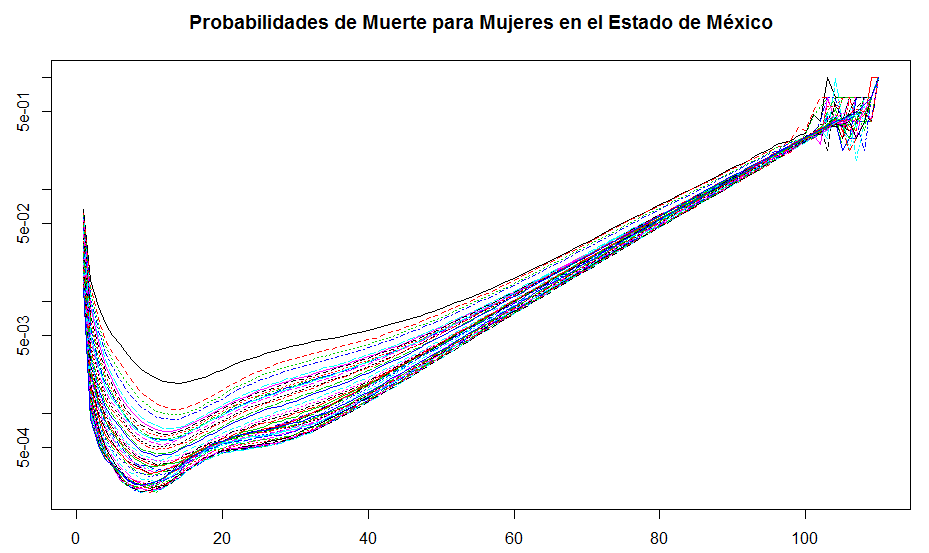 Probabilidades de Muerte para Mujeres en el Estado de México
5e-01
5e-02
5e-03
5e-04
0 20 40 60 80 100